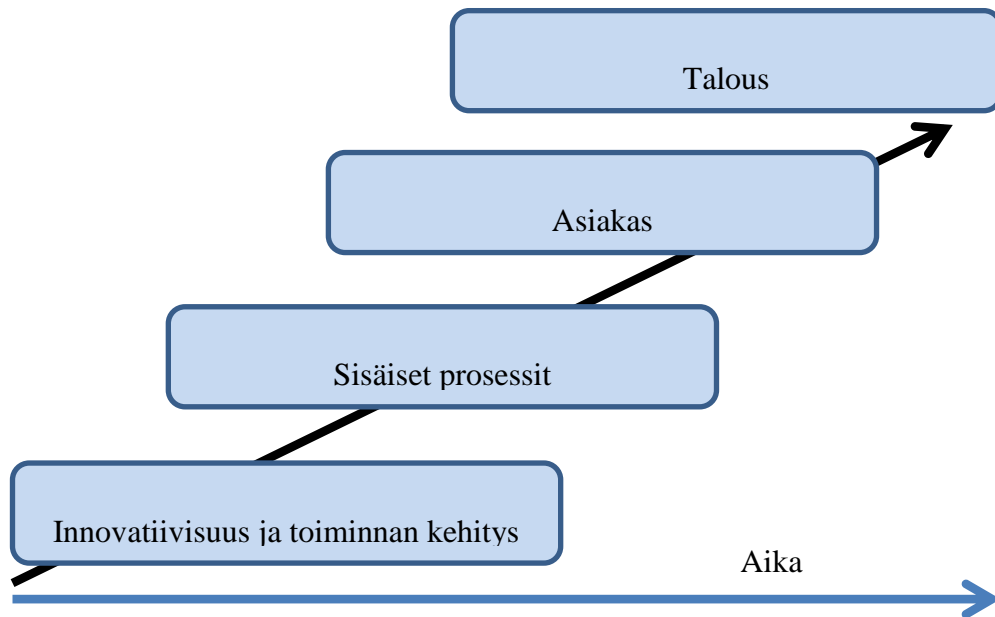 Talous
Asiakas
Sisäiset prosessit
Innovatiivisuus ja toiminnan kehitys
Aika